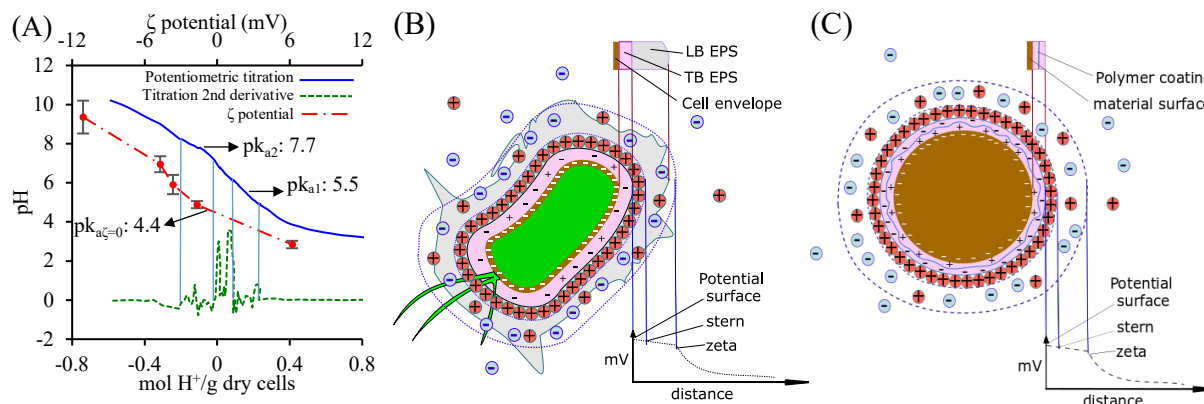 (A)
ζ potential (mV)
-12 -6 0 6 12
12
10
8
6
4
2
0
-2
pH
Potentiometric titration
Titration 2nd derivative
ζ potential
pka2: 7.7
pka1: 5.5
pkaζ=0: 4.4
-0.8 -0.4 0 0.4 0.8
mol H+/g dry cells
(B)
LB EPS
TB EPS
Cell envelope
Potential
surface
stern
zeta
mV
distance
(C)
Polymer coatin
material surface
Potential
surface
stern
zeta
mV
distance